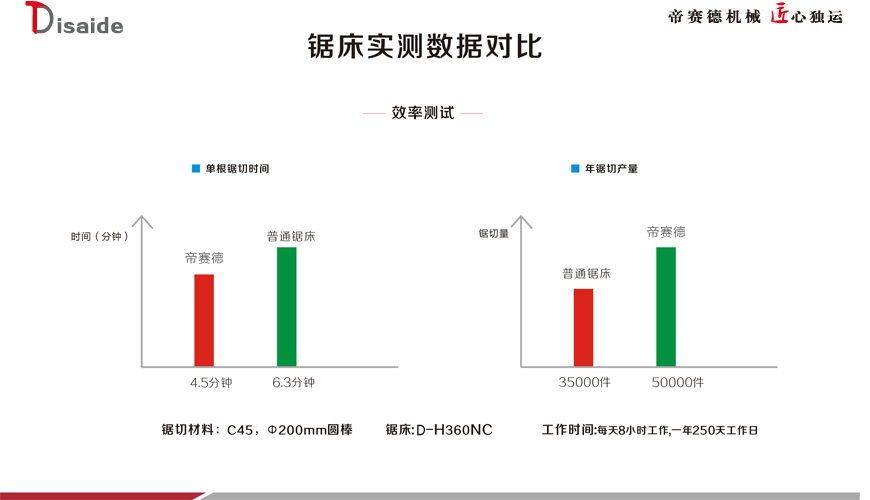 Disaide
帝赛德机械 匠心独运
锯床实测数据对比
效率测试
单根锯切时间
年锯切产量
时间（分钟）
帝赛德
普通锯床
4.5分钟
6.3分钟
锯切量
普通锯床
帝赛德
35000件
50000件
锯切材料：C45，Φ200mm圆棒 锯床:D-H360NC 工作时间:每天8小时工作,一年250天工作日